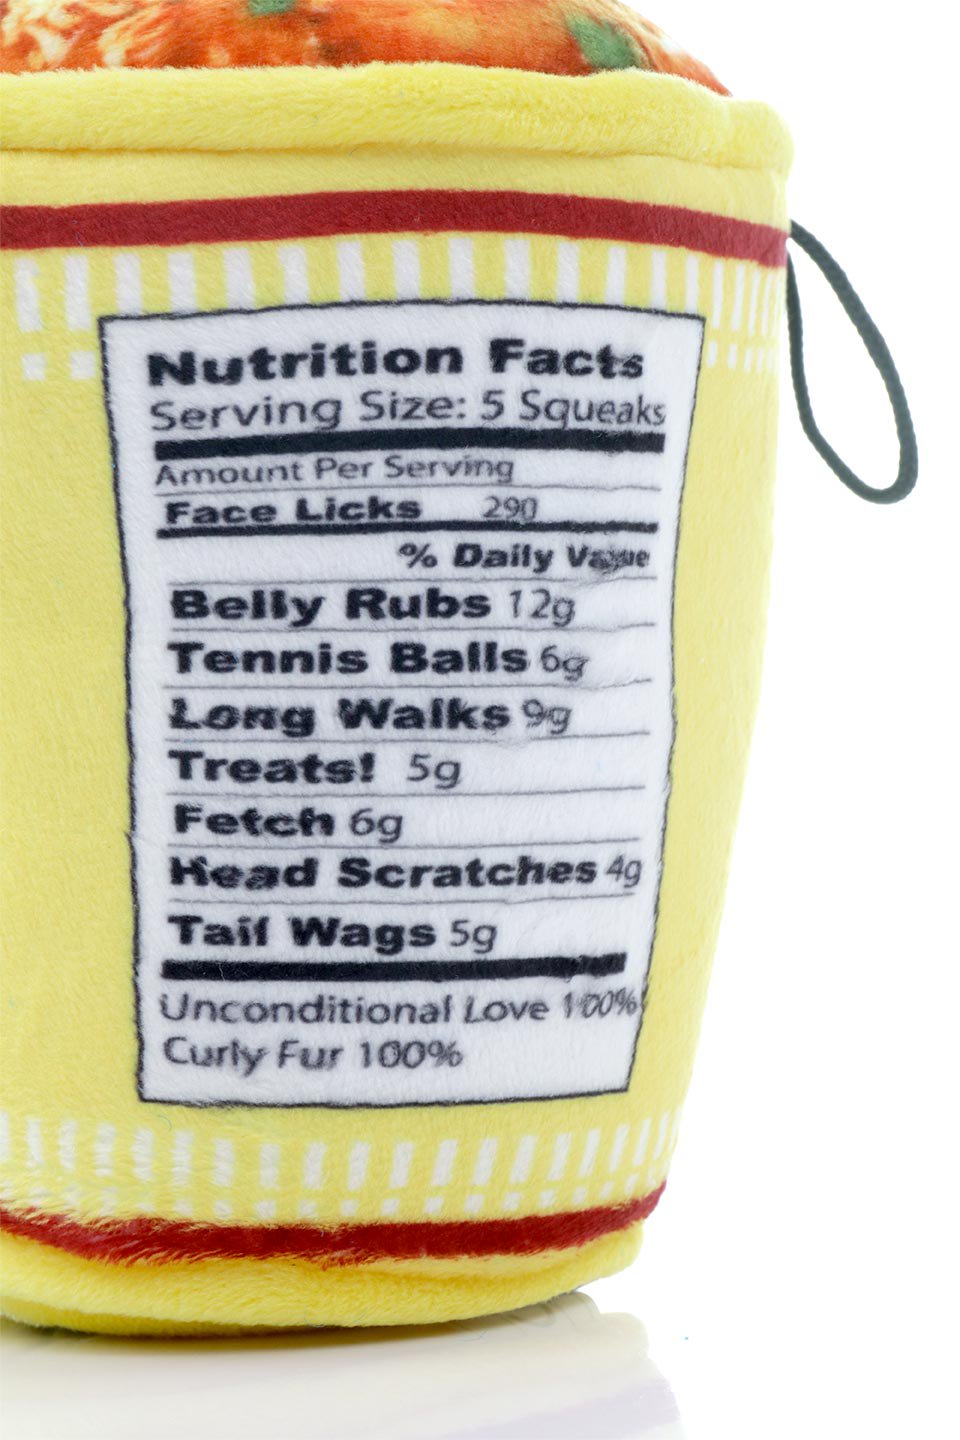 Nutrition Facts
Serving Size: 5 Squeaks
Amount Per Serving
Face Licks 290
% Daily Value
Belly Rubs 12g
Tennis Balls 6g
Long Walks 9g
Treats! 5g
Fetch 6g
Head Scratches 4g
Tail Wags 5g
Unconditional Love 100%
Curly Fur 100%